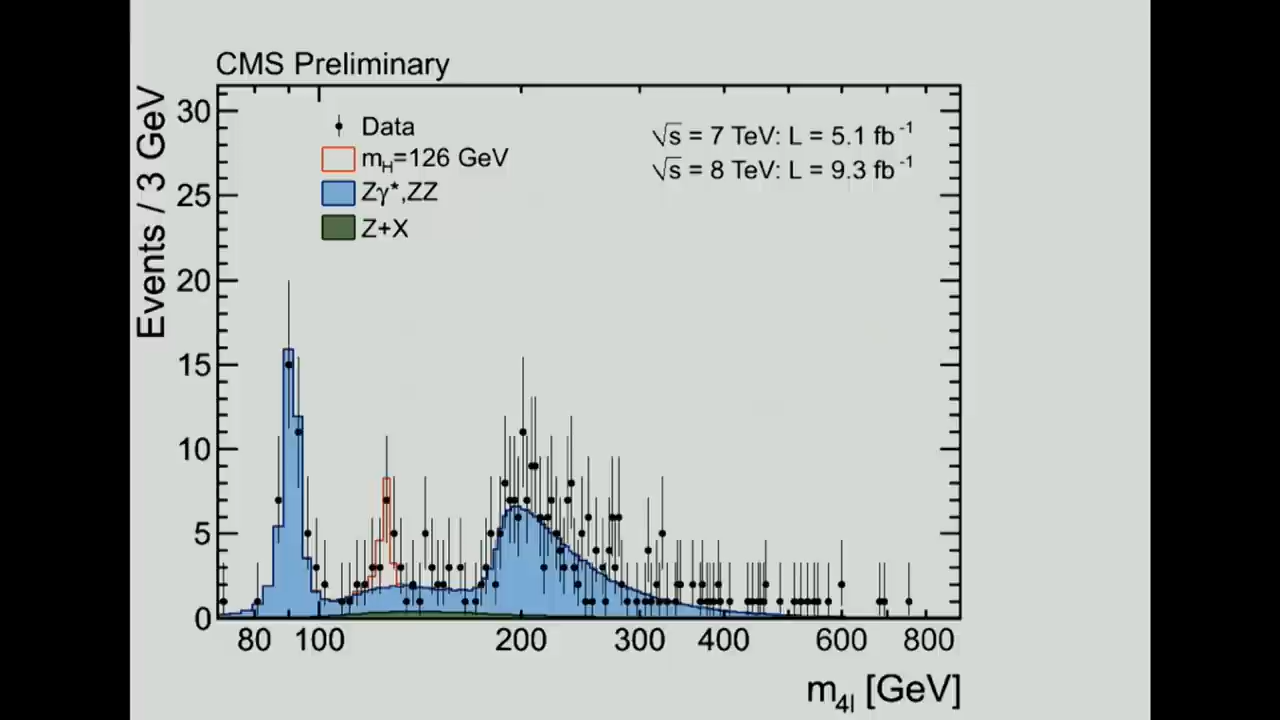 CMS Preliminary
Events / 3 GeV
30
25
20
15
10
5
0
Data
m_H=126 GeV
Zγ*,ZZ
Z+X
√s = 7 TeV: L = 5.1 fb⁻¹
√s = 8 TeV: L = 9.3 fb⁻¹
80 100 200 300 400 600 800
m_4l [GeV]